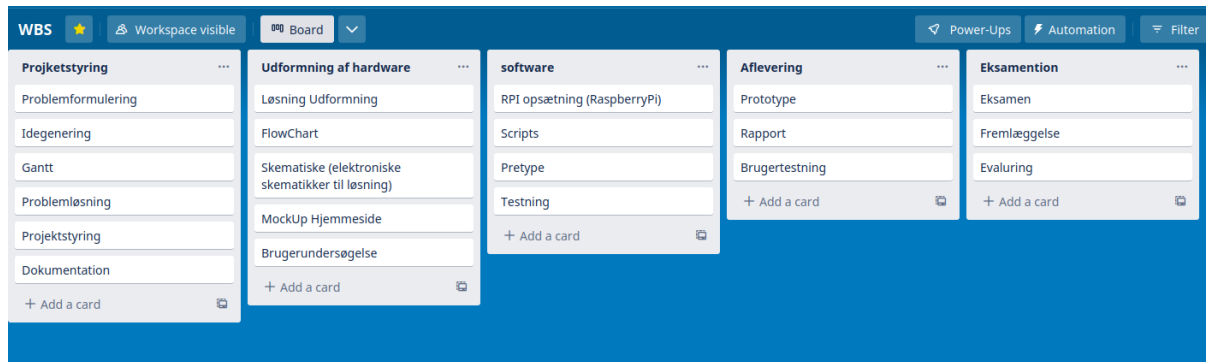 WBS
Workspace visible
Board
Power-Ups
Automation
Filter
Projketstyring
Problemformulering
Idegenering
Gantt
Problemløsning
Projektstyring
Dokumentation
+ Add a card
Udformning af hardware
Løsning Udformning
FlowChart
Skematiske (elektroniske
skematikker til løsning)
MockUp Hjemmeside
Brugerundersøgelse
+ Add a card
software
RPI opsætning (RaspberryPi)
Scripts
Pretype
Testning
+ Add a card
Aflevering
Prototype
Rapport
Brugertestning
+ Add a card
Eksamention
Eksamen
Fremlæggelse
Evaluring
+ Add a card